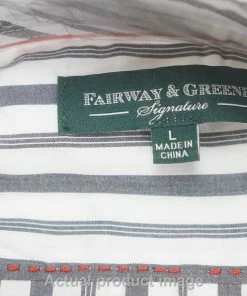 FAIRWAY & GREENE
Signature
L
MADE IN
CHINA
Actual product image